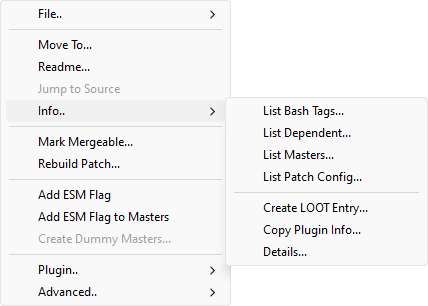 File..
Move To...
Readme...
Jump to Source
Info..
Mark Mergeable...
Rebuild Patch...
Add ESM Flag
Add ESM Flag to Masters
Create Dummy Masters...
Plugin..
Advanced..
List Bash Tags...
List Dependent...
List Masters...
List Patch Config...
Create LOOT Entry...
Copy Plugin Info...
Details...